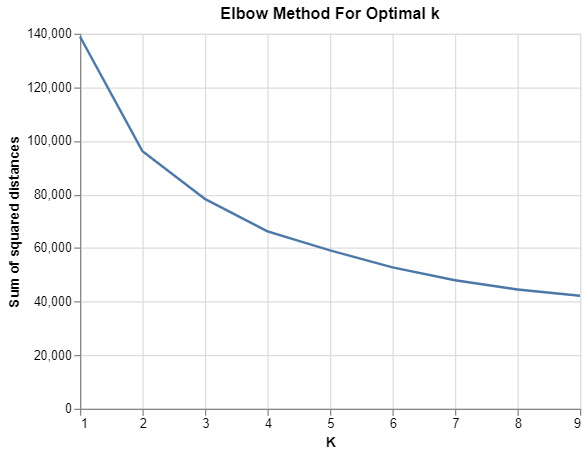 Elbow Method For Optimal k
140,000
120,000
100,000
80,000
60,000
40,000
20,000
0
Sum of squared distances
1 2 3 4 5 6 7 8 9
K